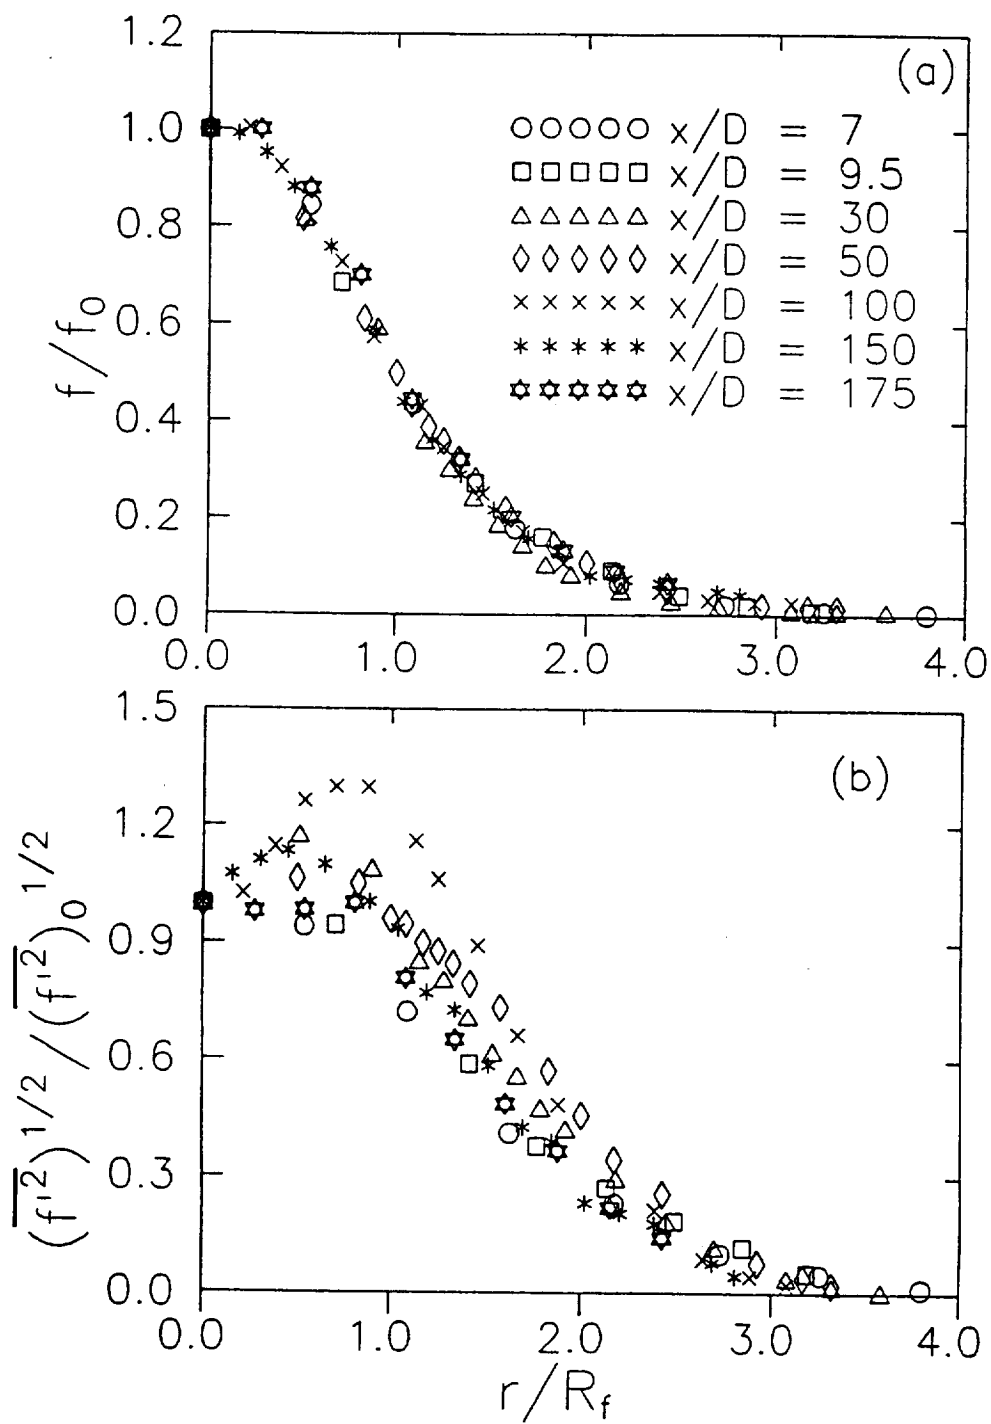 1.2
(a)
1.0
0.8
0.6
0.4
0.2
0.0
f/f₀
x/D = 7
x/D = 9.5
x/D = 30
x/D = 50
x/D = 100
x/D = 150
x/D = 175
0.0 1.0 2.0 3.0 4.0
1.5
(b)
1.2
0.9
0.6
0.3
0.0
(f'²)^1/2/(f'²)₀^1/2
0.0 1.0 2.0 3.0 4.0
r/R_f